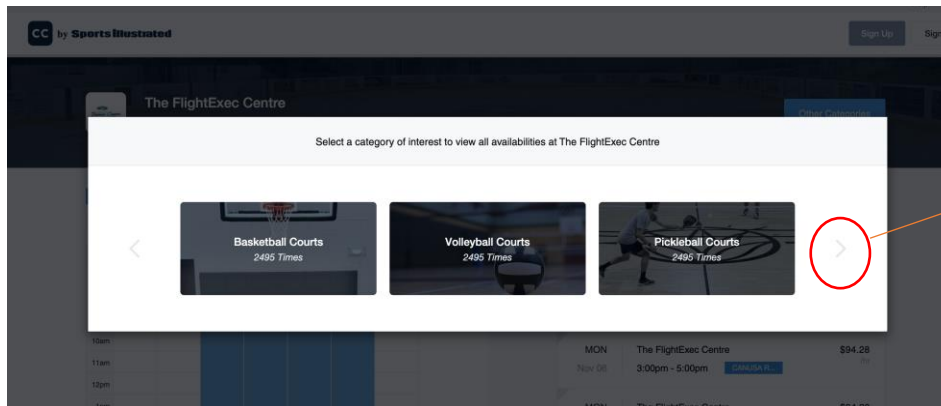 CC by Sports Illustrated
Sign Up
Sign
The FlightExec Centre
Other Categories
Select a category of interest to view all availabilities at The FlightExec Centre
Basketball Courts
2495 Times
Volleyball Courts
2495 Times
Pickleball Courts
2495 Times
10am
11am
12pm
MON
The FlightExec Centre
$94.28
Nov 08
3:00pm - 5:00pm
CANUSA R...
MON
The FlightExec Centre